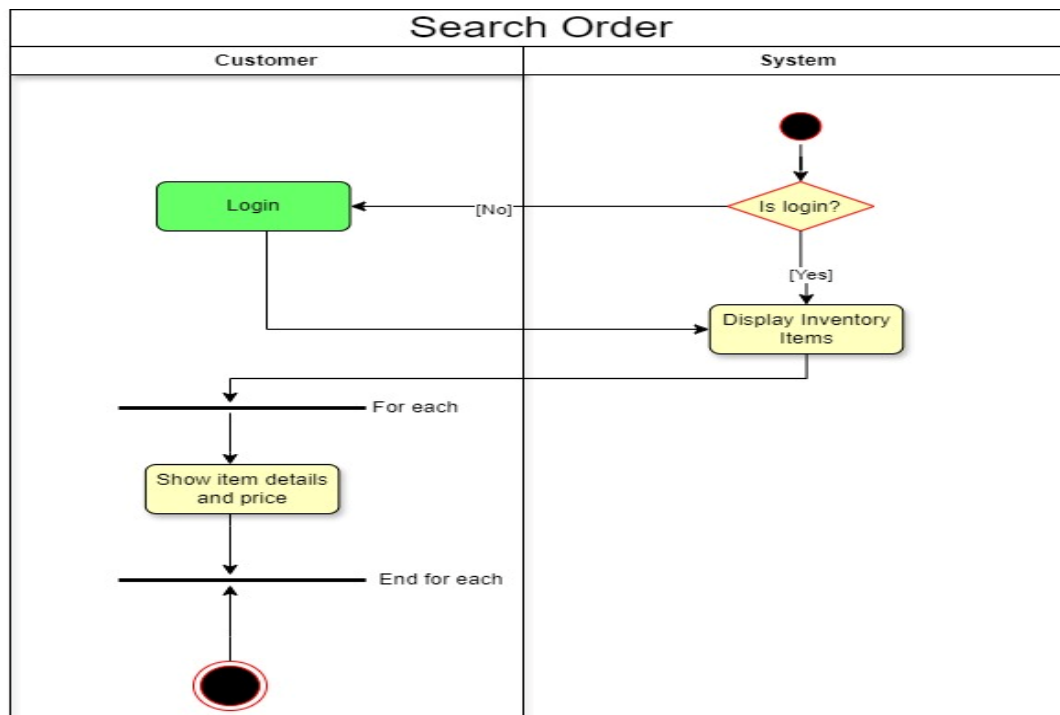 Search Order
Customer
System
Is login?
[No]
Login
[Yes]
Display Inventory
Items
For each
Show item details
and price
End for each